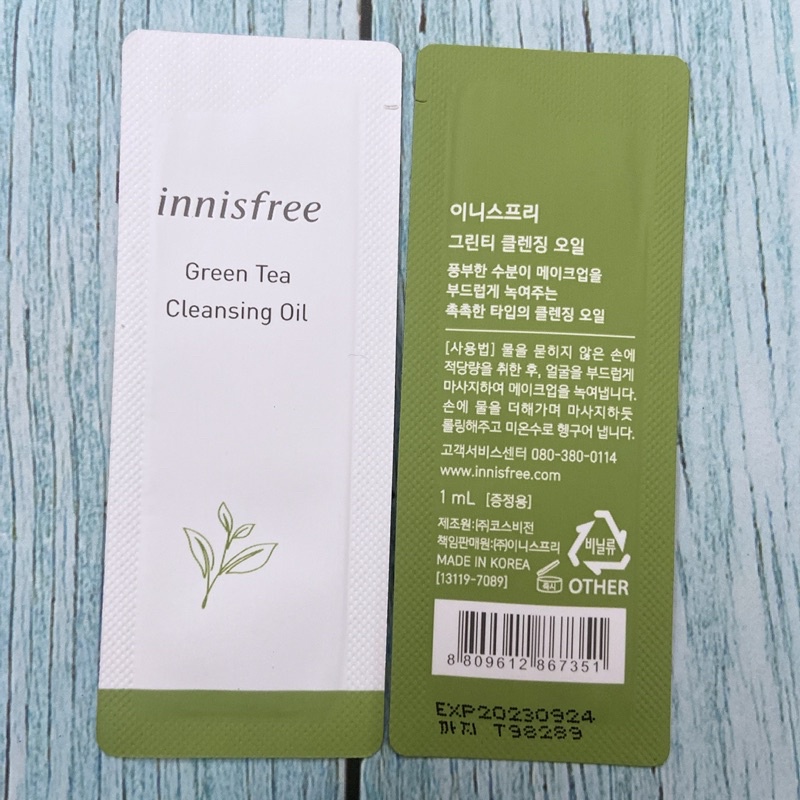 innisfree
Green Tea
Cleansing Oil
이니스프리
그린티 클렌징 오일
풍부한 수분이 메이크업을
부드럽게 녹여주는
촉촉한 타입의 클렌징 오일
[사용법] 물을 묻히지 않은 손에
적당량을 취한 후, 얼굴을 부드럽게
마사지하여 메이크업을 녹여냅니다.
손에 물을 더해가며 마사지하듯
롤링해주고 미온수로 헹구어 냅니다.
고객서비스센터 080-380-0114
www.innisfree.com
1 mL [증정용]
제조원:㈜코스비전
책임판매원:㈜이니스프리
MADE IN KOREA
[13119-7089]
즉시
비닐류
OTHER
8 809612 867351
EXP20230924
까지 T98289